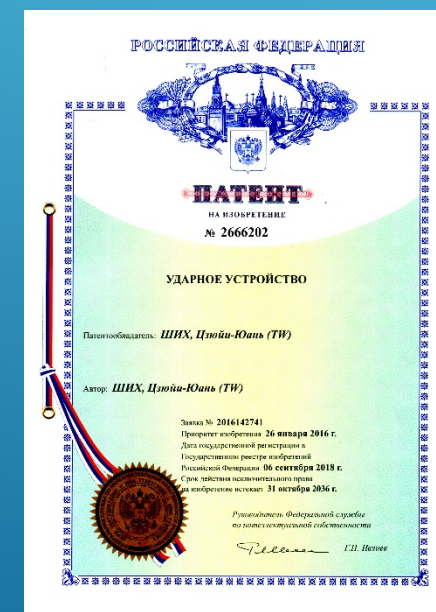 РОССИЙСКАЯ ФЕДЕРАЦИЯ
ПАТЕНТ
НА ИЗОБРЕТЕНИЕ
№ 2666202
УДАРНОЕ УСТРОЙСТВО
Патентообладатель: ШИХ, Цзюйи-Юань (TW)
Автор: ШИХ, Цзюйи-Юань (TW)
Заявка № 2016142741
Приоритет изобретения 26 января 2016 г.
Дата государственной регистрации в
Государственном реестре изобретений
Российской Федерации 06 сентября 2018 г.
Срок действия исключительного права
на изобретение истекает 31 октября 2036 г.
Руководитель Федеральной службы
по интеллектуальной собственности
Г.П. Ивлиев